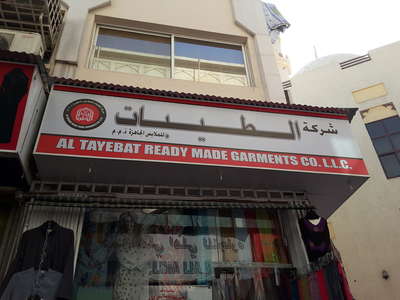 شركة الطيبات
للملابس الجاهزة ذ.م.م
AL TAYEBAT READY MADE GARMENTS CO. L.L.C.